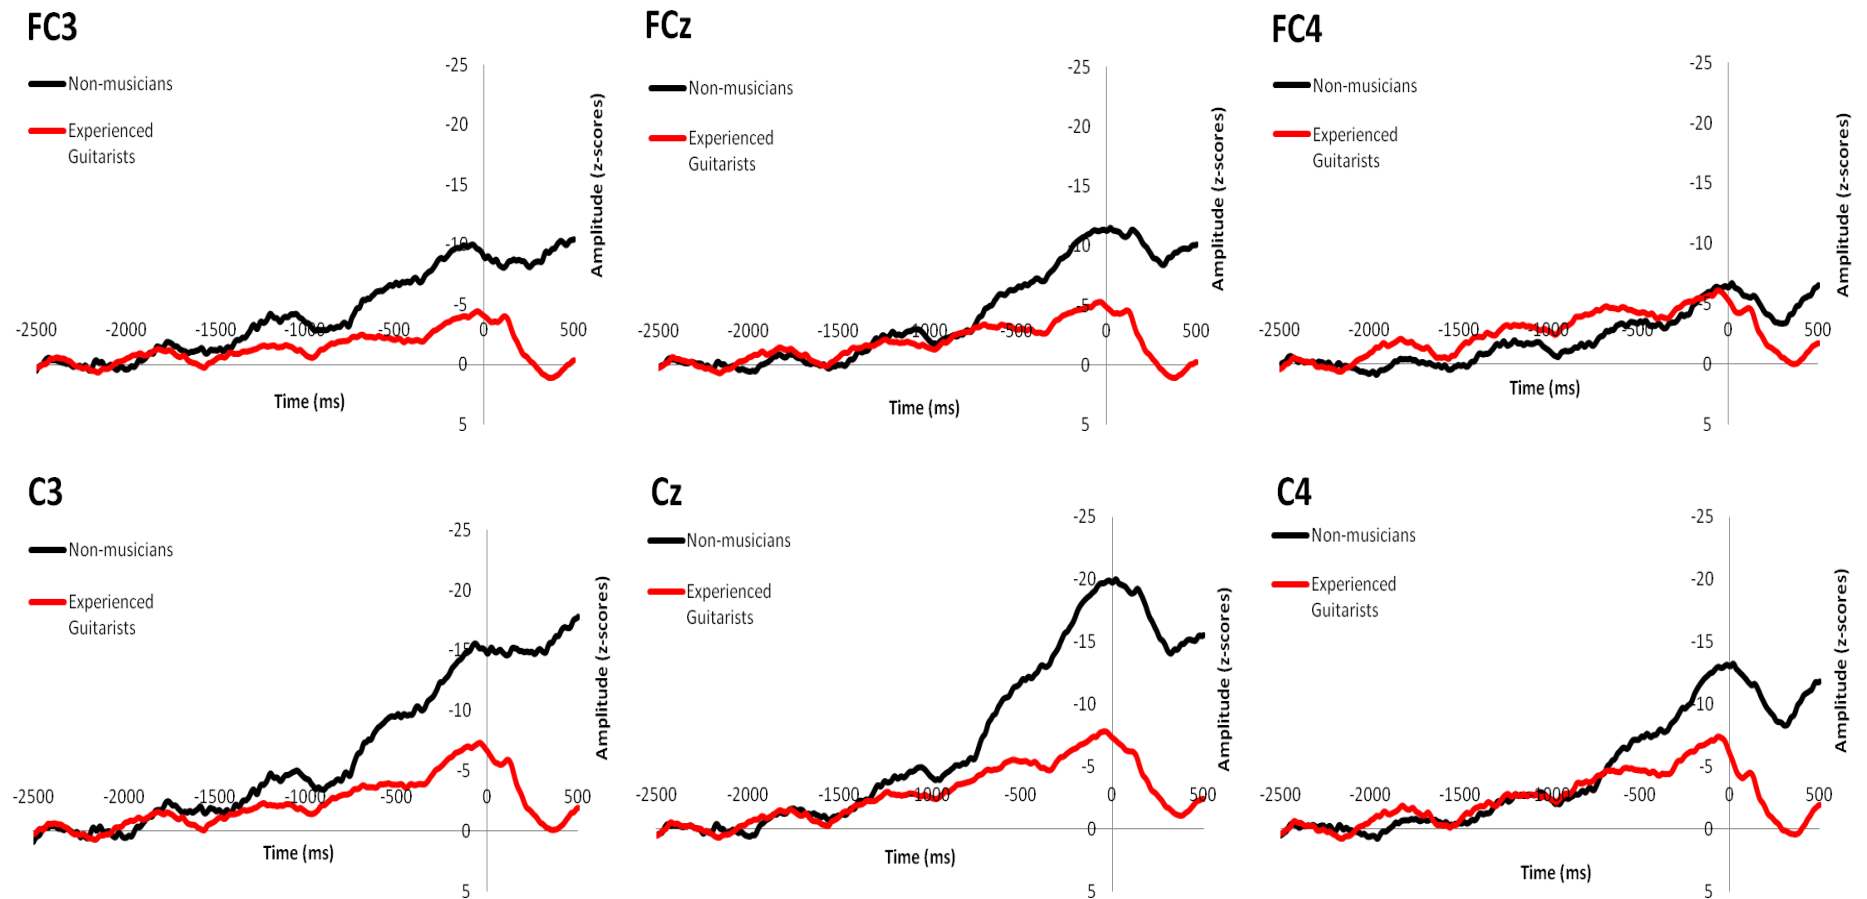 FC3
Non-musicians
Experienced
Guitarists
-25
-20
-15
-10
-5
0
5
-2500
-2000
-1500
-1000
-500
0
500
Time (ms)
Amplitude (z-scores)
FCz
Non-musicians
Experienced
Guitarists
-25
-20
-15
-10
-5
0
5
-2500
-2000
-1500
-1000
-500
0
500
Time (ms)
Amplitude (z-scores)
FC4
Non-musicians
Experienced
Guitarists
-25
-20
-15
-10
-5
0
5
-2500
-2000
-1500
-1000
-500
0
500
Time (ms)
Amplitude (z-scores)
C3
Non-musicians
Experienced
Guitarists
-25
-20
-15
-10
-5
0
5
-2500
-2000
-1500
-1000
-500
0
500
Time (ms)
Amplitude (z-scores)
Cz
Non-musicians
Experienced
Guitarists
-25
-20
-15
-10
-5
0
5
-2500
-2000
-1500
-1000
-500
0
500
Time (ms)
Amplitude (z-scores)
C4
Non-musicians
Experienced
Guitarists
-25
-20
-15
-10
-5
0
5
-2500
-2000
-1500
-1000
-500
0
500
Time (ms)
Amplitude (z-scores)